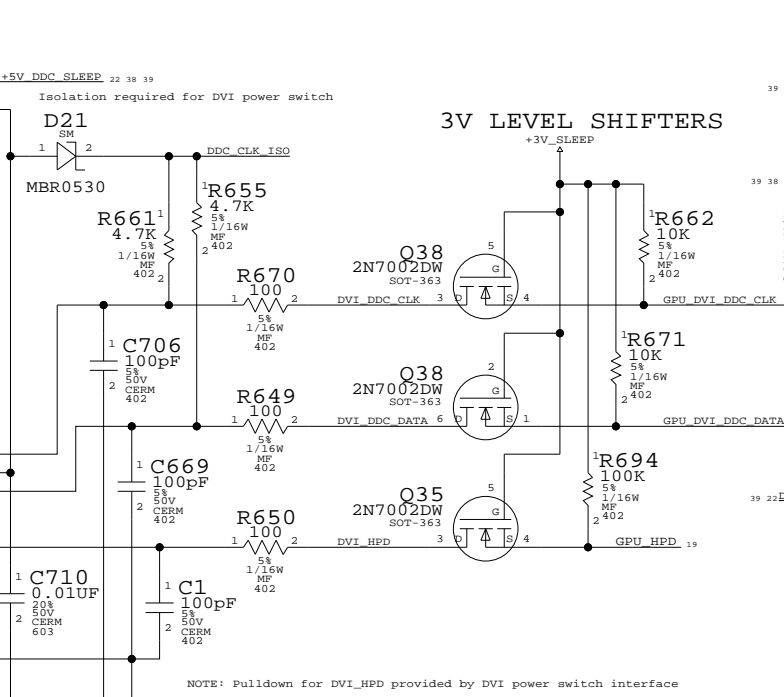 +5V_DDC_SLEEP 22 38 39
39
Isolation required for DVI power switch
D21
SM
1 2
MBR0530
DDC_CLK_ISO
3V LEVEL SHIFTERS
+3V_SLEEP
39 38
1 R655
4.7K
5%
1/16W
MF
402
2
R661 1
4.7K
5%
1/16W
MF
402
2
1 R662
10K
5%
1/16W
MF
402
2
Q38
2N7002DW
SOT-363
5
G
D S
3 4
R670
100
1 2
5%
1/16W
MF
402
DVI_DDC_CLK
GPU_DVI_DDC_CLK
1 C706
100pF
5%
50V
CERM
402
2
1 R671
10K
5%
1/16W
MF
402
2
Q38
2N7002DW
SOT-363
2
G
D S
6 1
R649
100
1 2
5%
1/16W
MF
402
DVI_DDC_DATA
GPU_DVI_DDC_DATA
1 C669
100pF
5%
50V
CERM
402
2
1 R694
100K
5%
1/16W
MF
402
2
39 22
Q35
2N7002DW
SOT-363
5
G
D S
3 4
R650
100
1 2
5%
1/16W
MF
402
DVI_HPD
GPU_HPD 19
1 C710
0.01UF
20%
50V
CERM
603
2
1 C1
100pF
5%
50V
CERM
402
2
NOTE: Pulldown for DVI_HPD provided by DVI power switch interface